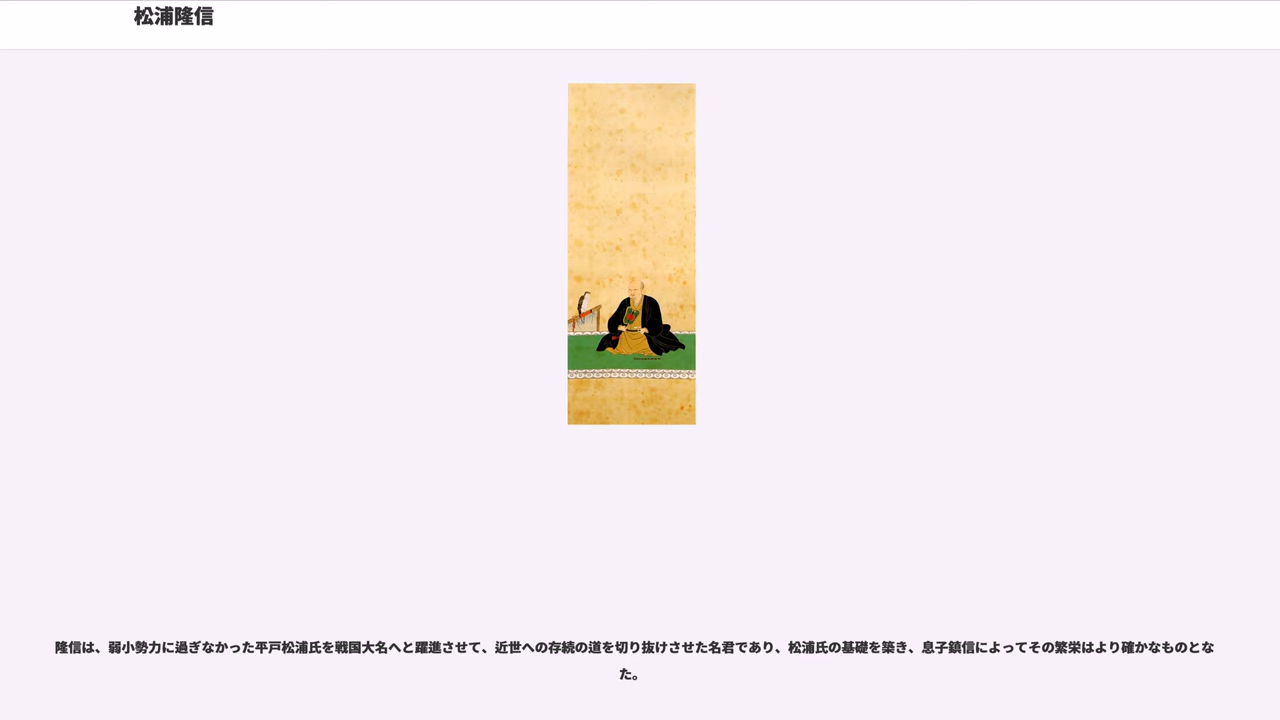 松浦隆信
隆信は、弱小勢力に過ぎなかった平戸松浦氏を戦国大名へと躍進させて、近世への存続の道を切り抜けさせた名君であり、松浦氏の基礎を築き、息子鎮信によってその繁栄はより確かなものとな
た。